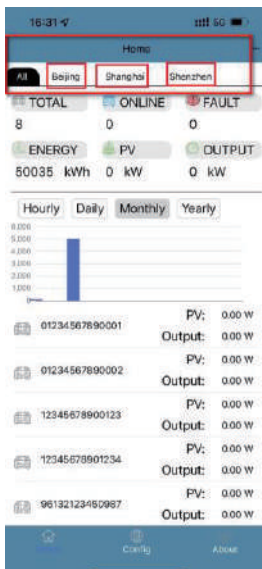 16:31
5G
Home
All Beijing Shanghai Shenzhen
TOTAL ONLINE FAULT
8 0 0
ENERGY PV OUTPUT
50035 kWh 0 kW 0 kW
Hourly Daily Monthly Yearly
6,000
5,000
4,000
3,000
2,000
1,000
0
PV: 0.00 W
01234567890001
Output: 0.00 W
PV: 0.00 W
01234567890002
Output: 0.00 W
PV: 0.00 W
12345678900123
Output: 0.00 W
PV: 0.00 W
12345678901234
Output: 0.00 W
PV: 0.00 W
96132123450987
Output: 0.00 W
Config About